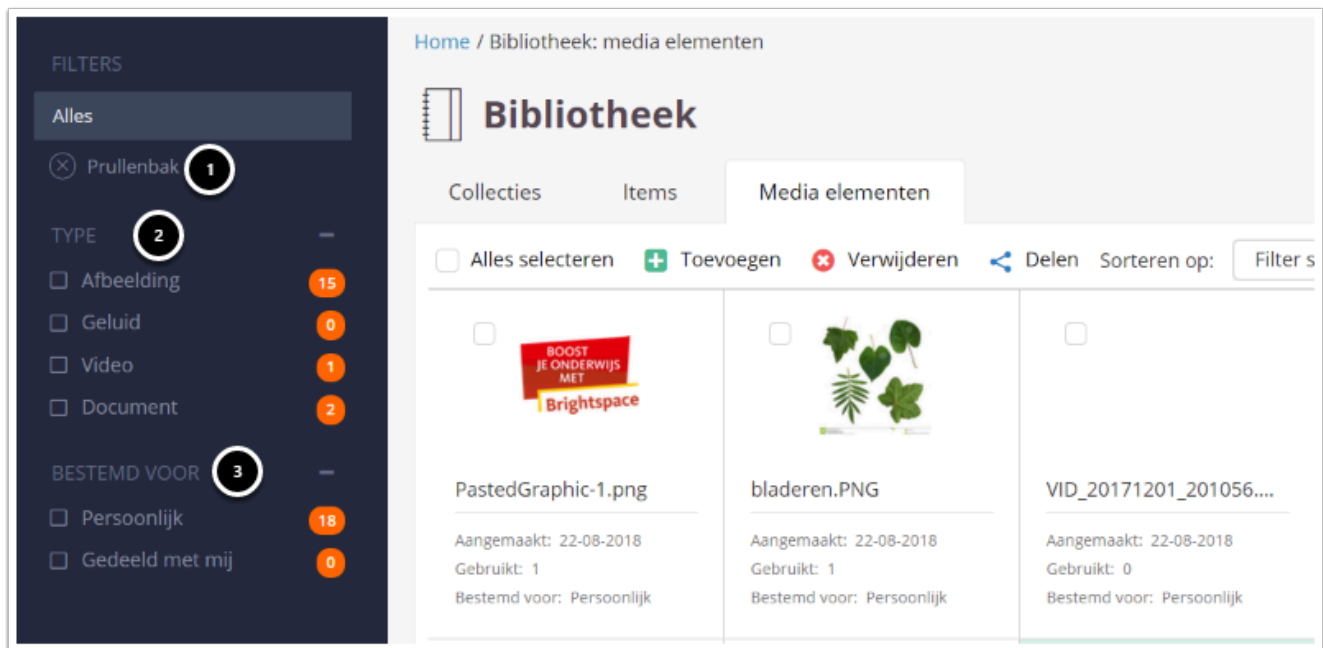 FILTERS
Alles
Prullenbak 1
TYPE 2
Afbeelding 15
Geluid 0
Video 1
Document 2
BESTEMD VOOR 3
Persoonlijk 18
Gedeeld met mij 0
Home / Bibliotheek: media elementen
Bibliotheek
Collecties Items Media elementen
Alles selecteren Toevoegen Verwijderen Delen Sorteren op: Filter s
BOOST
JE ONDERWIJS
MET
Brightspace
PastedGraphic-1.png
Aangemaakt: 22-08-2018
Gebruikt: 1
Bestemd voor: Persoonlijk
bladeren.PNG
Aangemaakt: 22-08-2018
Gebruikt: 1
Bestemd voor: Persoonlijk
VID_20171201_201056....
Aangemaakt: 22-08-2018
Gebruikt: 0
Bestemd voor: Persoonlijk